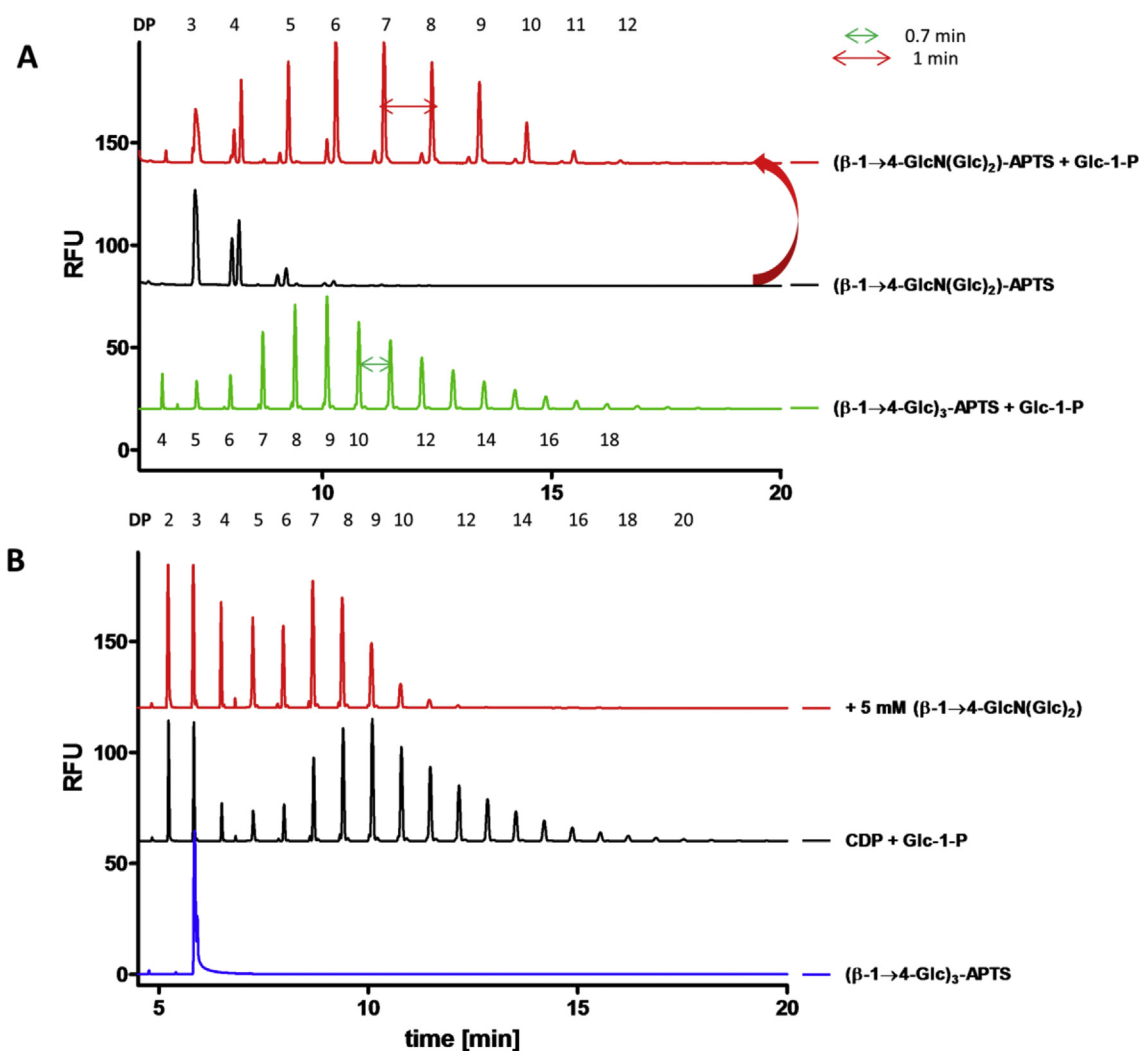 DP 3 4 5 6 7 8 9 10 11 12
0.7 min
1 min
A
150
(β-1→4-GlcN(Glc)₂)-APTS + Glc-1-P
RFU
100
(β-1→4-GlcN(Glc)₂)-APTS
50
(β-1→4-Glc)₃-APTS + Glc-1-P
4 5 6 7 8 9 10 12 14 16 18
0
10 15 20
DP 2 3 4 5 6 7 8 9 10 12 14 16 18 20
B
150
+ 5 mM (β-1→4-GlcN(Glc)₂)
RFU
100
CDP + Glc-1-P
50
0
(β-1→4-Glc)₃-APTS
5 10 15 20
time [min]